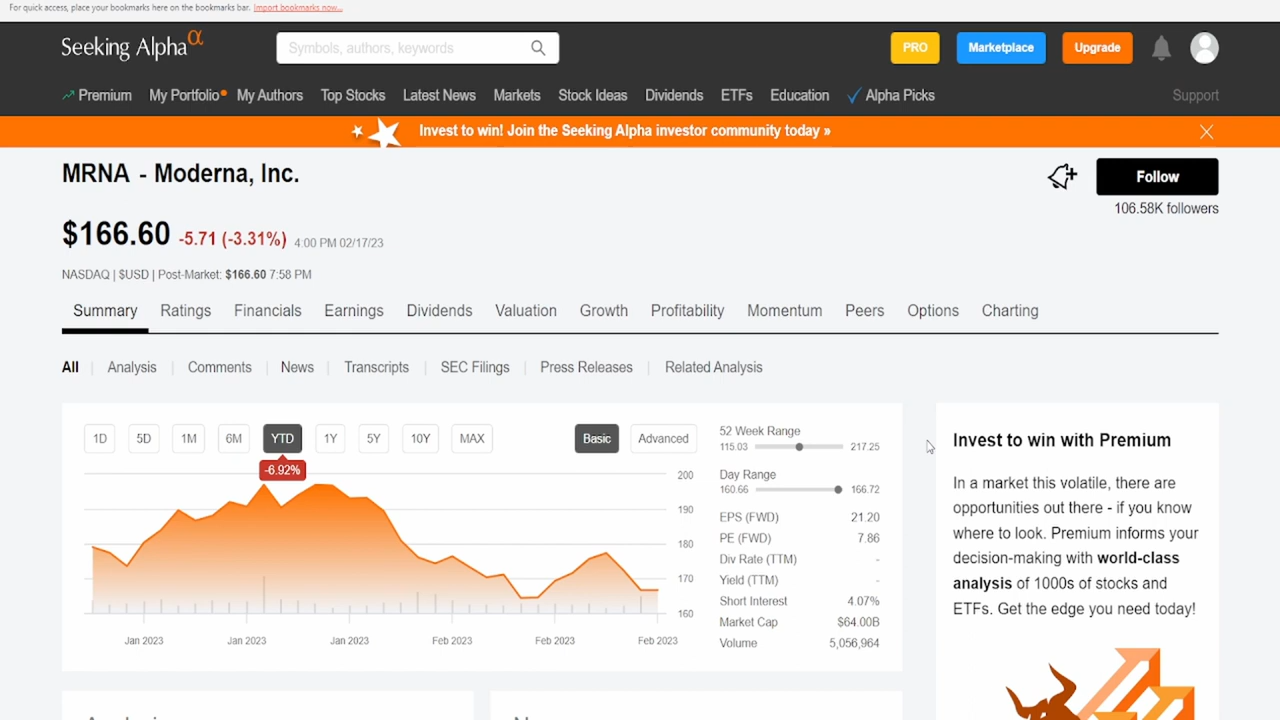 For quick access, place your bookmarks here on the bookmarks bar. Import bookmarks now...
Seeking Alpha α
Symbols, authors, keywords
PRO
Marketplace
Upgrade
Premium My Portfolio My Authors Top Stocks Latest News Markets Stock Ideas Dividends ETFs Education Alpha Picks Support
Invest to win! Join the Seeking Alpha investor community today »
MRNA - Moderna, Inc.
Follow
106.58K followers
$166.60 -5.71 (-3.31%) 4:00 PM 02/17/23
NASDAQ | $USD | Post-Market: $166.60 7:58 PM
Summary Ratings Financials Earnings Dividends Valuation Growth Profitability Momentum Peers Options Charting
All | Analysis | Comments | News | Transcripts | SEC Filings | Press Releases | Related Analysis
1D 5D 1M 6M YTD 1Y 5Y 10Y MAX Basic Advanced
-6.92%
200
190
180
170
160
Jan 2023 Jan 2023 Jan 2023 Feb 2023 Feb 2023 Feb 2023
52 Week Range
115.03 217.25
Day Range
160.66 166.72
EPS (FWD) 21.20
PE (FWD) 7.86
Div Rate (TTM) -
Yield (TTM) -
Short Interest 4.07%
Market Cap $64.00B
Volume 5,056,964
Invest to win with Premium
In a market this volatile, there are
opportunities out there - if you know
where to look. Premium informs your
decision-making with world-class
analysis of 1000s of stocks and
ETFs. Get the edge you need today!